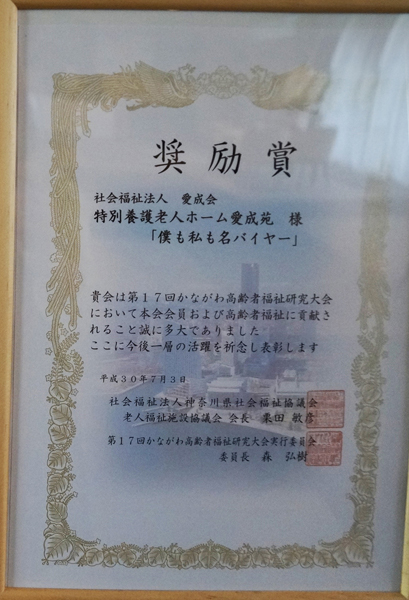 奨励賞
社会福祉法人 愛成会
特別養護老人ホーム愛成苑 様
「僕も私も名バイヤー」
貴会は第17回かながわ高齢者福祉研究大会
において本会会員および高齢者福祉に貢献さ
れること誠に多大でありました
ここに今後一層の活躍を祈念し表彰します
平成30年7月3日
社会福祉法人神奈川県社会福祉協議会
老人福祉施設協議会 会長 栗田 敏彦
第17回かながわ高齢者福祉研究大会実行委員会
委員長 森 弘樹